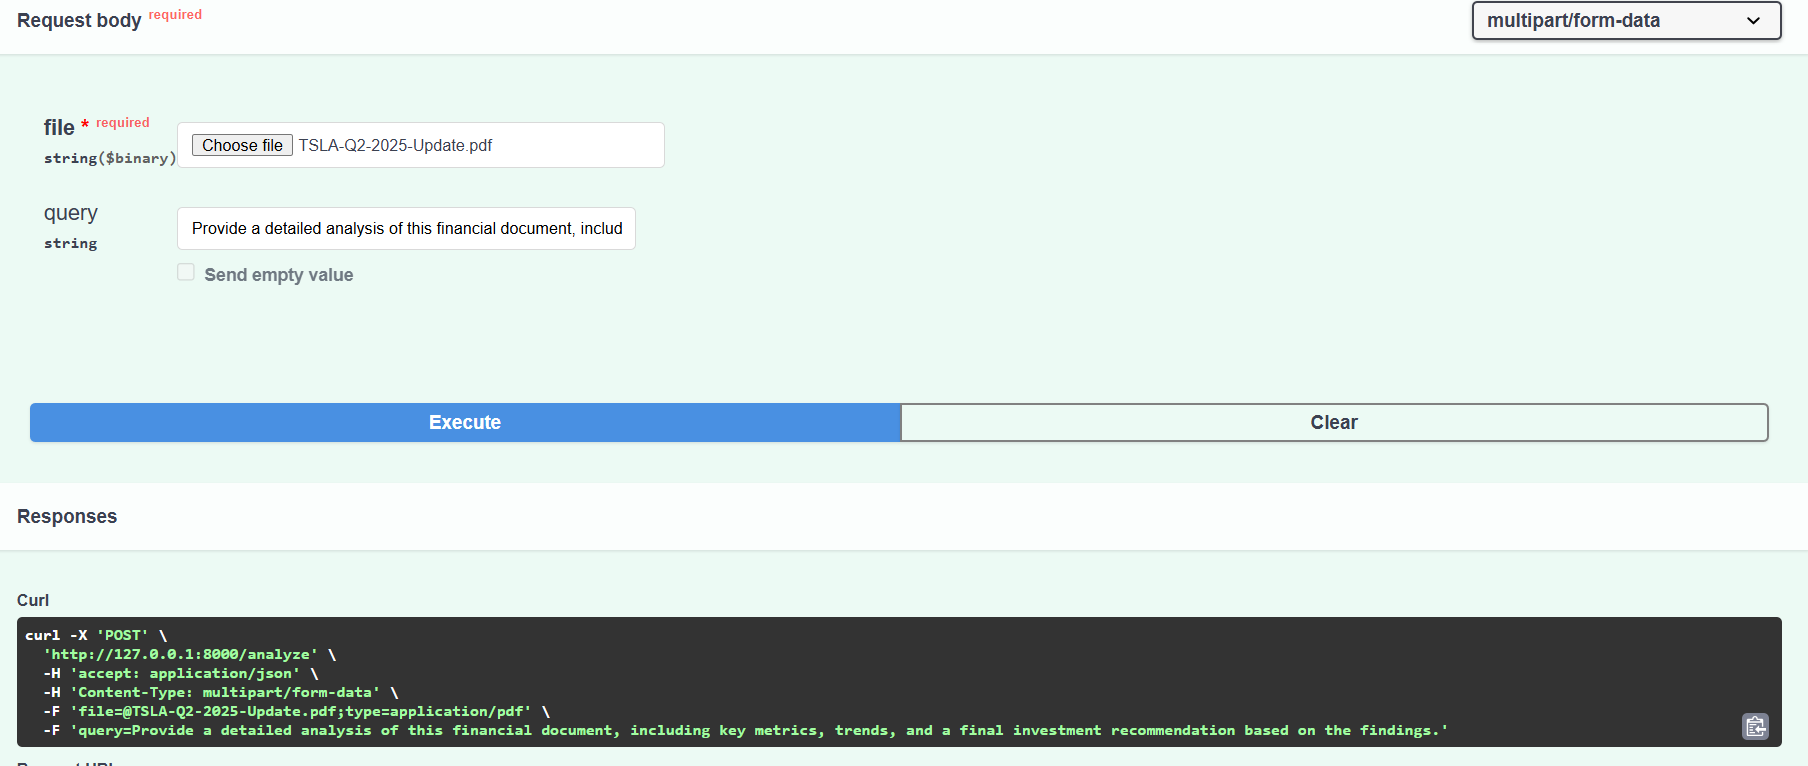 Request body required
multipart/form-data
file * required
string($binary)
Choose file TSLA-Q2-2025-Update.pdf
query
string
Provide a detailed analysis of this financial document, includ
Send empty value
Execute
Clear
Responses
Curl
curl -X 'POST' \
'http://127.0.0.1:8000/analyze' \
-H 'accept: application/json' \
-H 'Content-Type: multipart/form-data' \
-F 'file=@TSLA-Q2-2025-Update.pdf;type=application/pdf' \
-F 'query=Provide a detailed analysis of this financial document, including key metrics, trends, and a final investment recommendation based on the findings.'